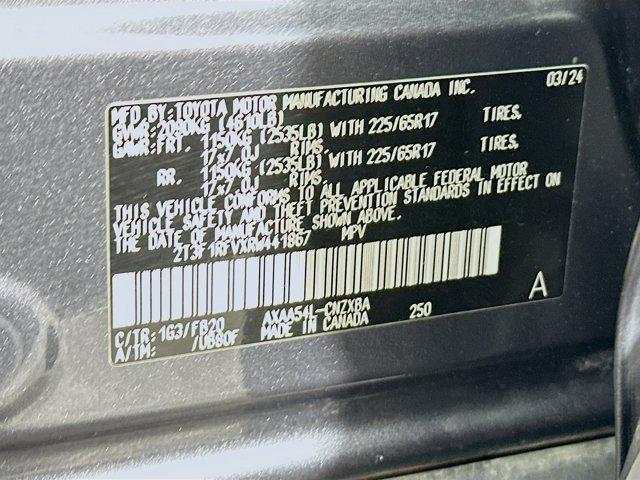 MFD BY: TOYOTA MOTOR MANUFACTURING CANADA INC. 03/24
GVWR: 2090KG (4610LB)
GAWR: FRT. 1150KG (2535LB) WITH 225/65R17 TIRES,
17x7.0J RIMS.
RR. 1150KG (2535LB) WITH 225/65R17 TIRES,
17x7.0J RIMS.
THIS VEHICLE CONFORMS TO ALL APPLICABLE FEDERAL MOTOR
VEHICLE SAFETY AND THEFT PREVENTION STANDARDS IN EFFECT ON
THE DATE OF MANUFACTURE SHOWN ABOVE.
2T3F1RFVXRW441867 MPV
C/TR: 1G3/FB20 AXAA54L-CNZXBA 250 A
A/TM: /UB80F MADE IN CANADA